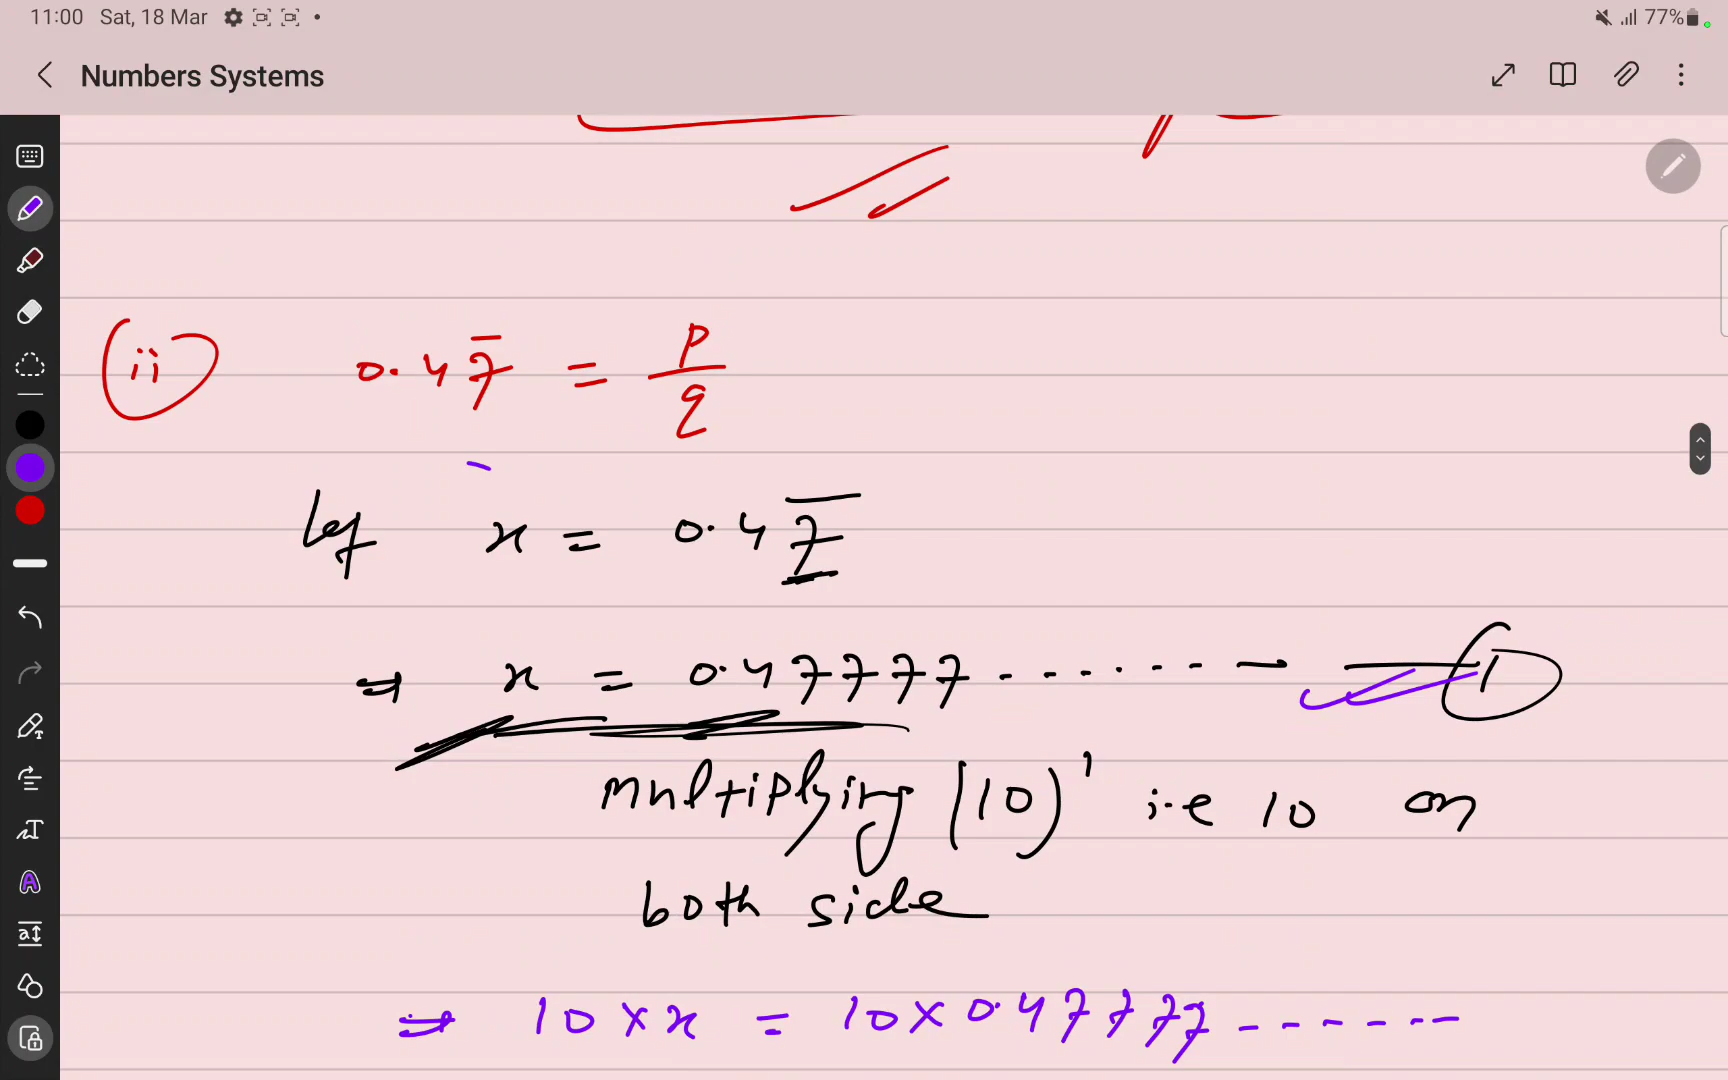 11:00 Sat, 18 Mar 77%
Numbers Systems
(ii) 0.47̅ = p/q
let x = 0.47̅
⇒ x = 0.47777 ------ — — (1)
multiplying (10)¹ i.e 10 on
both side
⇒ 10 × x = 10 × 0.47777 ------